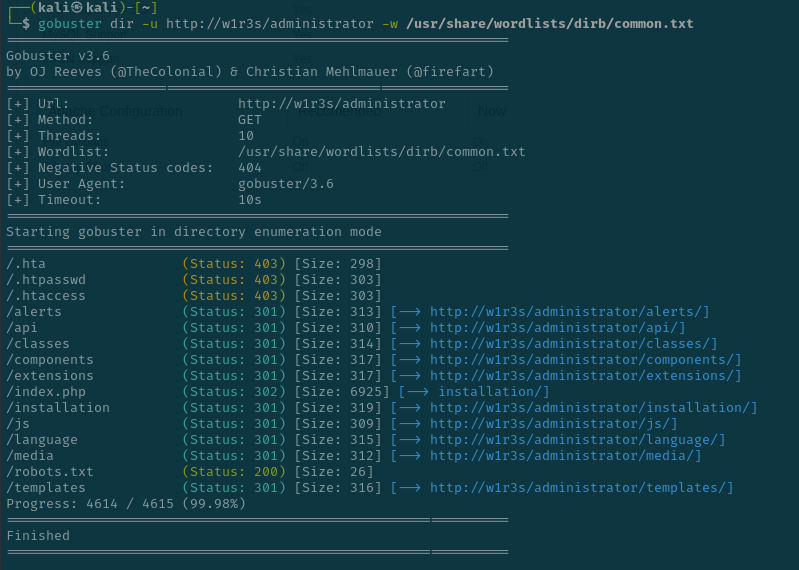 ┌──(kali㉿kali)-[~]
└─$ gobuster dir -u http://w1r3s/administrator -w /usr/share/wordlists/dirb/common.txt
===============================================================
Gobuster v3.6
by OJ Reeves (@TheColonial) & Christian Mehlmauer (@firefart)
===============================================================
[+] Url:                     http://w1r3s/administrator
[+] Method:                  GET
[+] Threads:                 10
[+] Wordlist:                /usr/share/wordlists/dirb/common.txt
[+] Negative Status codes:   404
[+] User Agent:              gobuster/3.6
[+] Timeout:                 10s
===============================================================
Starting gobuster in directory enumeration mode
===============================================================
/.hta                 (Status: 403) [Size: 298]
/.htpasswd            (Status: 403) [Size: 303]
/.htaccess            (Status: 403) [Size: 303]
/alerts               (Status: 301) [Size: 313] [--> http://w1r3s/administrator/alerts/]
/api                  (Status: 301) [Size: 310] [--> http://w1r3s/administrator/api/]
/classes              (Status: 301) [Size: 314] [--> http://w1r3s/administrator/classes/]
/components           (Status: 301) [Size: 317] [--> http://w1r3s/administrator/components/]
/extensions           (Status: 301) [Size: 317] [--> http://w1r3s/administrator/extensions/]
/index.php            (Status: 302) [Size: 6925] [--> installation/]
/installation         (Status: 301) [Size: 319] [--> http://w1r3s/administrator/installation/]
/js                   (Status: 301) [Size: 309] [--> http://w1r3s/administrator/js/]
/language             (Status: 301) [Size: 315] [--> http://w1r3s/administrator/language/]
/media                (Status: 301) [Size: 312] [--> http://w1r3s/administrator/media/]
/robots.txt           (Status: 200) [Size: 26]
/templates            (Status: 301) [Size: 316] [--> http://w1r3s/administrator/templates/]
Progress: 4614 / 4615 (99.98%)
===============================================================
Finished
===============================================================